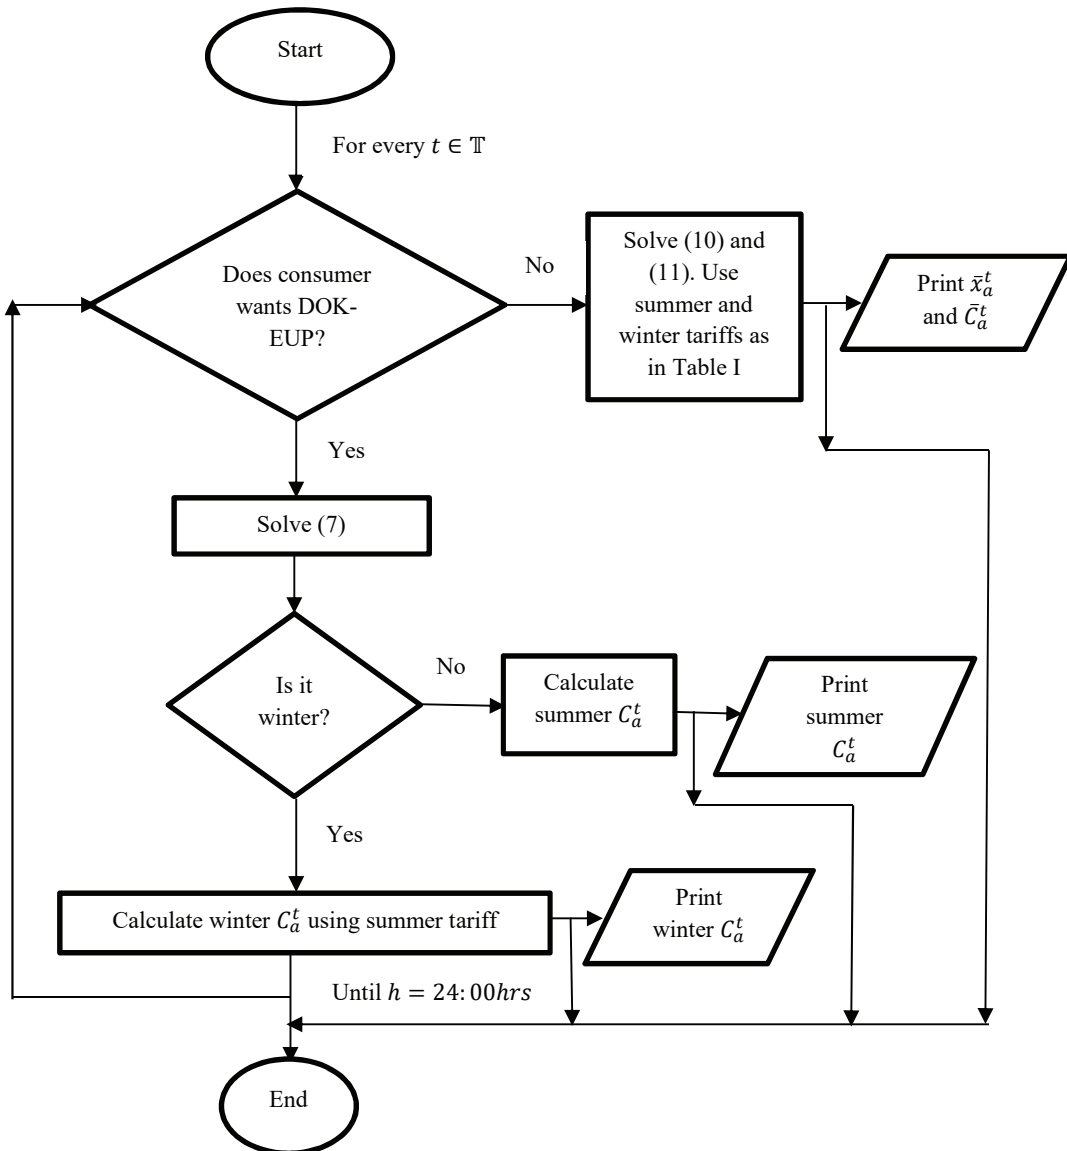 Start
For every 𝑡 ∈ 𝕋
Does consumer
wants DOK-
EUP?
No
Solve (10) and
(11). Use
summer and
winter tariffs as
in Table I
Print x̄ₐᵗ
and C̄ₐᵗ
Yes
Solve (7)
Is it
winter?
No
Calculate
summer Cₐᵗ
Print
summer
Cₐᵗ
Yes
Calculate winter Cₐᵗ using summer tariff
Print
winter Cₐᵗ
Until ℎ = 24:00ℎ𝑟𝑠
End